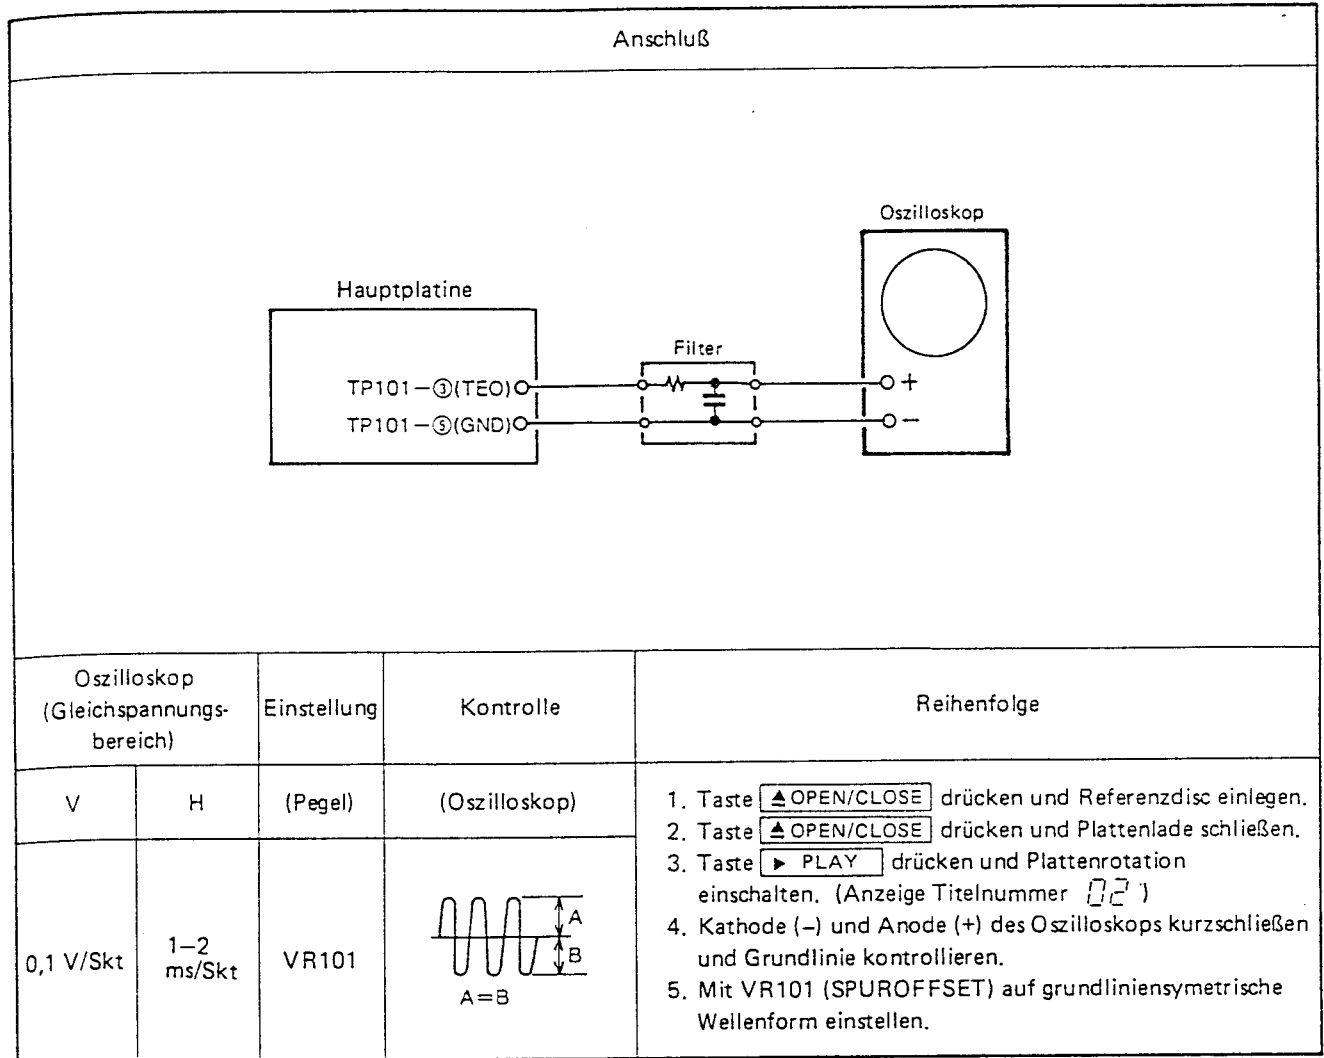 Anschluß
Oszilloskop
Hauptplatine
Filter
TP101–③(TEO)
+
TP101–⑤(GND)
–
Oszilloskop
(Gleichspannungs-
bereich)
Einstellung
Kontrolle
Reihenfolge
V
H
(Pegel)
(Oszilloskop)
0,1 V/Skt
1–2
ms/Skt
VR101
A
B
A=B
1. Taste ≜OPEN/CLOSE drücken und Referenzdisc einlegen.
2. Taste ≜OPEN/CLOSE drücken und Plattenlade schließen.
3. Taste ► PLAY drücken und Plattenrotation
einschalten. (Anzeige Titelnummer 02)
4. Kathode (–) und Anode (+) des Oszilloskops kurzschließen
und Grundlinie kontrollieren.
5. Mit VR101 (SPUROFFSET) auf grundliniensymetrische
Wellenform einstellen.